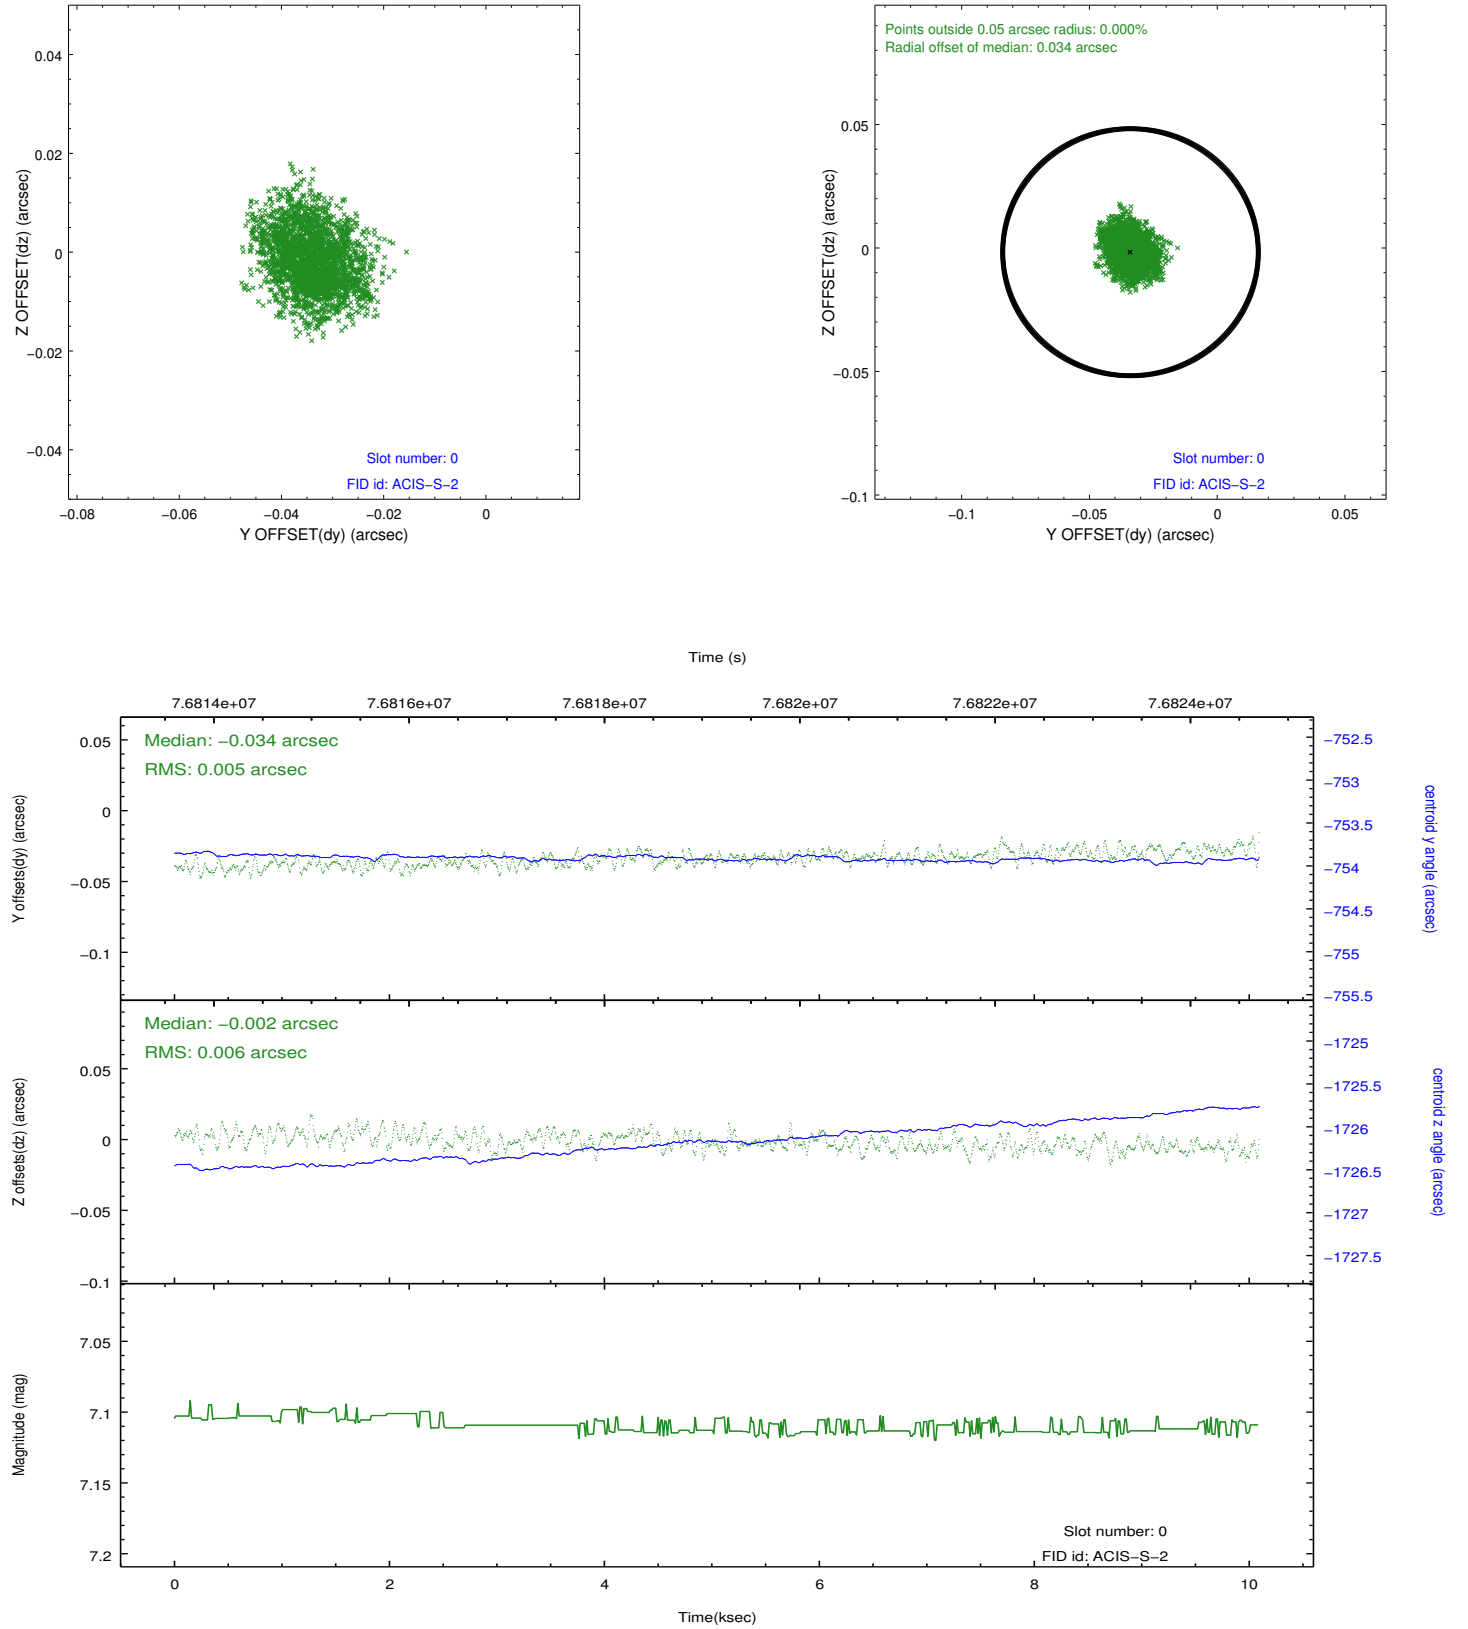 0.04
0.02
0
−0.02
−0.04
Z OFFSET(dz) (arcsec)
Slot number: 0
FID id: ACIS−S−2
−0.08
−0.06
−0.04
−0.02
0
Y OFFSET(dy) (arcsec)
Points outside 0.05 arcsec radius: 0.000%
Radial offset of median: 0.034 arcsec
0.05
0
−0.05
−0.1
Z OFFSET(dz) (arcsec)
Slot number: 0
FID id: ACIS−S−2
−0.1
−0.05
0
0.05
Y OFFSET(dy) (arcsec)
Time (s)
7.6814e+07
7.6816e+07
7.6818e+07
7.682e+07
7.6822e+07
7.6824e+07
Median: −0.034 arcsec
RMS: 0.005 arcsec
0.05
0
−0.05
−0.1
Y offsets(dy) (arcsec)
−752.5
−753
−753.5
−754
−754.5
−755
−755.5
centroid y angle (arcsec)
Median: −0.002 arcsec
RMS: 0.006 arcsec
0.05
0
−0.05
−0.1
Z offsets(dz) (arcsec)
−1725
−1725.5
−1726
−1726.5
−1727
−1727.5
centroid z angle (arcsec)
7.05
7.1
7.15
7.2
Magnitude (mag)
Slot number: 0
FID id: ACIS−S−2
0
2
4
6
8
10
Time(ksec)